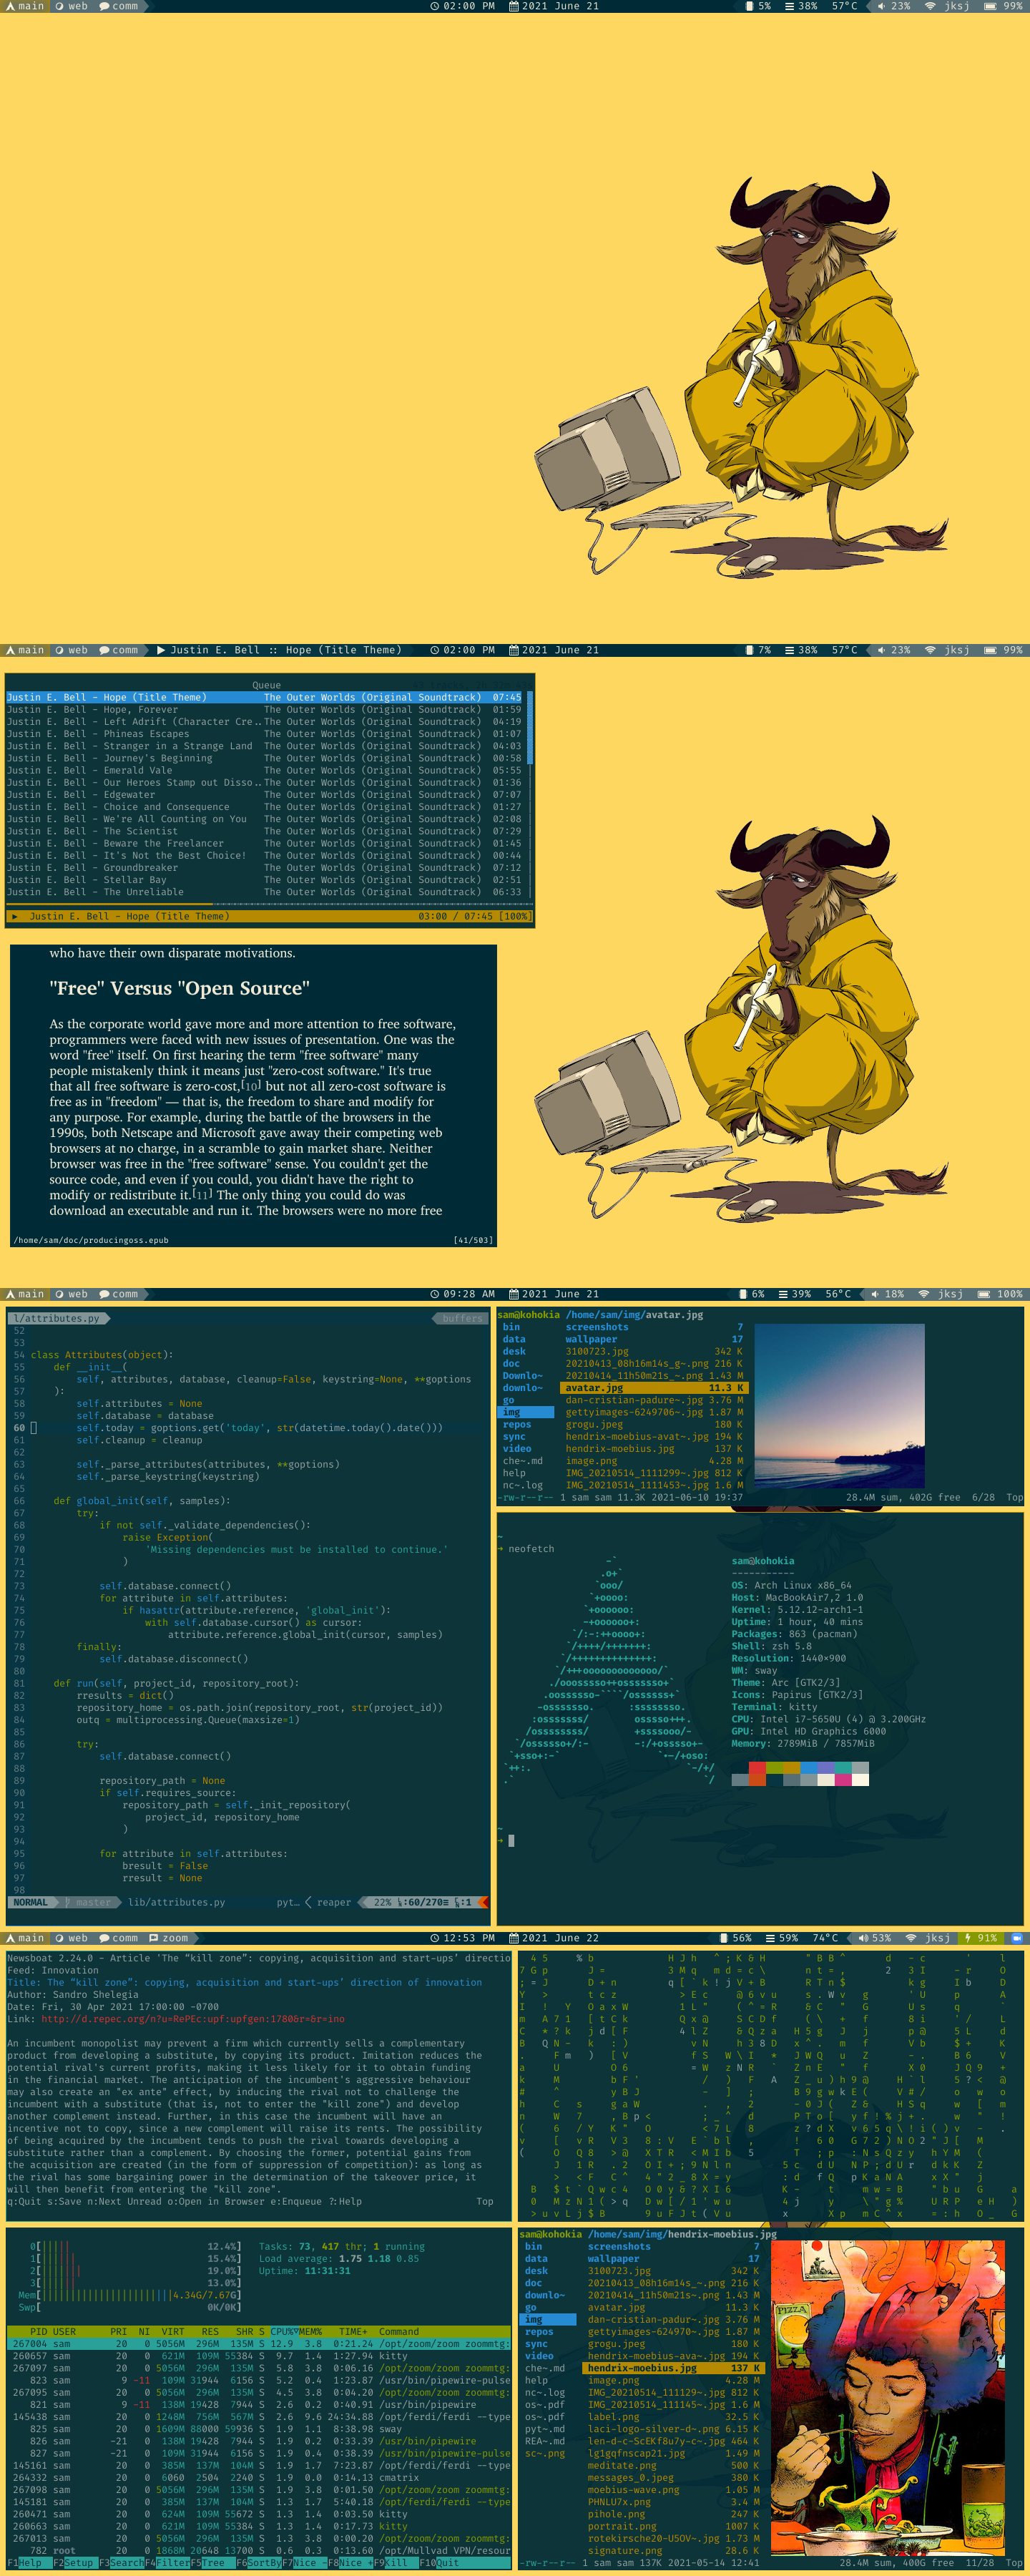 main web comm 02:00 PM 2021 June 21 5% 38% 57°C 23% jksj 99%
main web comm Justin E. Bell :: Hope (Title Theme) 02:00 PM 2021 June 21 7% 38% 57°C 23% jksj 99%
Queue
Justin E. Bell - Hope (Title Theme) The Outer Worlds (Original Soundtrack) 07:45
Justin E. Bell - Hope, Forever The Outer Worlds (Original Soundtrack) 01:59
Justin E. Bell - Left Adrift (Character Cre.. The Outer Worlds (Original Soundtrack) 04:19
Justin E. Bell - Phineas Escapes The Outer Worlds (Original Soundtrack) 01:07
Justin E. Bell - Stranger in a Strange Land The Outer Worlds (Original Soundtrack) 04:03
Justin E. Bell - Journey's Beginning The Outer Worlds (Original Soundtrack) 00:58
Justin E. Bell - Emerald Vale The Outer Worlds (Original Soundtrack) 05:55
Justin E. Bell - Our Heroes Stamp out Disso.. The Outer Worlds (Original Soundtrack) 01:36
Justin E. Bell - Edgewater The Outer Worlds (Original Soundtrack) 07:07
Justin E. Bell - Choice and Consequence The Outer Worlds (Original Soundtrack) 01:27
Justin E. Bell - We're All Counting on You The Outer Worlds (Original Soundtrack) 02:08
Justin E. Bell - The Scientist The Outer Worlds (Original Soundtrack) 07:29
Justin E. Bell - Beware the Freelancer The Outer Worlds (Original Soundtrack) 01:45
Justin E. Bell - It's Not the Best Choice! The Outer Worlds (Original Soundtrack) 00:44
Justin E. Bell - Groundbreaker The Outer Worlds (Original Soundtrack) 07:12
Justin E. Bell - Stellar Bay The Outer Worlds (Original Soundtrack) 02:51
Justin E. Bell - The Unreliable The Outer Worlds (Original Soundtrack) 06:33
Justin E. Bell - Hope (Title Theme) 03:00 / 07:45 [100%]
who have their own disparate motivations.
"Free" Versus "Open Source"
As the corporate world gave more and more attention to free software,
programmers were faced with new issues of presentation. One was the
word "free" itself. On first hearing the term "free software" many
people mistakenly think it means just "zero-cost software." It's true
that all free software is zero-cost,[10] but not all zero-cost software is
free as in "freedom" — that is, the freedom to share and modify for
any purpose. For example, during the battle of the browsers in the
1990s, both Netscape and Microsoft gave away their competing web
browsers at no charge, in a scramble to gain market share. Neither
browser was free in the "free software" sense. You couldn't get the
source code, and even if you could, you didn't have the right to
modify or redistribute it.[11] The only thing you could do was
download an executable and run it. The browsers were no more free
/home/sam/doc/producingoss.epub [41/503]
main web comm 09:28 AM 2021 June 21 6% 39% 56°C 18% jksj 100%
l/attributes.py buffers
52
53
54 class Attributes(object):
55 def __init__(
56 self, attributes, database, cleanup=False, keystring=None, **goptions
57 ):
58 self.attributes = None
59 self.database = database
60 self.today = goptions.get('today', str(datetime.today().date()))
61 self.cleanup = cleanup
62
63 self._parse_attributes(attributes, **goptions)
64 self._parse_keystring(keystring)
65
66 def global_init(self, samples):
67 try:
68 if not self._validate_dependencies():
69 raise Exception(
70 'Missing dependencies must be installed to continue.'
71 )
72
73 self.database.connect()
74 for attribute in self.attributes:
75 if hasattr(attribute.reference, 'global_init'):
76 with self.database.cursor() as cursor:
77 attribute.reference.global_init(cursor, samples)
78 finally:
79 self.database.disconnect()
80
81 def run(self, project_id, repository_root):
82 rresults = dict()
83 repository_home = os.path.join(repository_root, str(project_id))
84 outq = multiprocessing.Queue(maxsize=1)
85
86 try:
87 self.database.connect()
88
89 repository_path = None
90 if self.requires_source:
91 repository_path = self._init_repository(
92 project_id, repository_home
93 )
94
95 for attribute in self.attributes:
96 bresult = False
97 rresult = None
98
NORMAL master lib/attributes.py pyt… reaper 22% :60/270 :1
sam@kohokia /home/sam/img/avatar.jpg
bin screenshots 7
data wallpaper 17
desk 3100723.jpg 342 K
doc 20210413_08h16m14s_g~.png 216 K
Downlo~ 20210414_11h50m21s_~.png 1.43 M
downlo~ avatar.jpg 11.3 K
go dan-cristian-padure~.jpg 3.76 M
img gettyimages-6249706~.jpg 1.87 M
repos grogu.jpeg 180 K
sync hendrix-moebius-avat~.jpg 194 K
video hendrix-moebius.jpg 137 K
che~.md image.png 4.28 M
help IMG_20210514_1111299~.jpg 812 K
nc~.log IMG_20210514_1111453~.jpg 1.6 M
-rw-r--r-- 1 sam sam 11.3K 2021-06-10 19:37 28.4M sum, 402G free 6/28 Top
~
→ neofetch
sam@kohokia
-----------
OS: Arch Linux x86_64
Host: MacBookAir7,2 1.0
Kernel: 5.12.12-arch1-1
Uptime: 1 hour, 40 mins
Packages: 863 (pacman)
Shell: zsh 5.8
Resolution: 1440x900
WM: sway
Theme: Arc [GTK2/3]
Icons: Papirus [GTK2/3]
Terminal: kitty
CPU: Intel i7-5650U (4) @ 3.200GHz
GPU: Intel HD Graphics 6000
Memory: 2789MiB / 7857MiB
~
→
main web zoom 12:53 PM 2021 June 22 56% 59% 74°C 53% jksj 91%
Newsboat 2.24.0 - Article 'The “kill zone”: copying, acquisition and start-ups’ directio
Feed: Innovation
Title: The “kill zone”: copying, acquisition and start-ups’ direction of innovation
Author: Sandro Shelegia
Date: Fri, 30 Apr 2021 17:00:00 -0700
Link: http://d.repec.org/n?u=RePEc:upf:upfgen:1780&r=&r=ino
An incumbent monopolist may prevent a firm which currently sells a complementary
product from developing a substitute, by copying its product. Imitation reduces the
potential rival's current profits, making it less likely for it to obtain funding
in the financial market. The anticipation of the incumbent's aggressive behaviour
may also create an "ex ante" effect, by inducing the rival not to challenge the
incumbent with a substitute (that is, not to enter the "kill zone") and develop
another complement instead. Further, in this case the incumbent will have an
incentive not to copy, since a new complement will raise its rents. The possibility
of being acquired by the incumbent tends to push the rival towards developing a
substitute rather than a complement. By choosing the former, potential gains from
the acquisition are created (in the form of suppression of competition): as long as
the rival has some bargaining power in the determination of the takeover price, it
will then benefit from entering the "kill zone".
q:Quit s:Save n:Next Unread o:Open in Browser e:Enqueue ?:Help Top
0[ 12.4%] Tasks: 73, 417 thr; 1 running
1[ 15.4%] Load average: 1.75 1.18 0.85
2[ 19.0%] Uptime: 11:31:31
3[ 13.0%]
Mem[ 4.34G/7.67G]
Swp[ 0K/0K]
PID USER PRI NI VIRT RES SHR S CPU%▽MEM% TIME+ Command
267004 sam 20 0 5056M 296M 135M S 12.9 3.8 0:21.24 /opt/zoom/zoom zoommtg:
260657 sam 20 0 621M 109M 55384 S 9.7 1.4 1:27.94 kitty
267097 sam 20 0 5056M 296M 135M S 5.8 3.8 0:06.16 /opt/zoom/zoom zoommtg:
823 sam 9 -11 109M 31944 6156 S 5.2 0.4 1:23.87 /usr/bin/pipewire-pulse
267095 sam 20 0 5056M 296M 135M S 4.5 3.8 0:04.20 /opt/zoom/zoom zoommtg:
821 sam 9 -11 138M 19428 7944 S 2.6 0.2 0:40.91 /usr/bin/pipewire
145438 sam 20 0 1248M 756M 567M S 2.6 9.6 24:34.88 /opt/ferdi/ferdi --type
825 sam 20 0 1609M 88000 59936 S 1.9 1.1 8:38.98 sway
826 sam -21 0 138M 19428 7944 S 1.9 0.2 0:33.39 /usr/bin/pipewire
827 sam -21 0 109M 31944 6156 S 1.9 0.4 0:38.39 /usr/bin/pipewire-pulse
145161 sam 20 0 385M 137M 104M S 1.9 1.7 7:23.87 /opt/ferdi/ferdi --type
264332 sam 20 0 6060 2504 2240 S 1.9 0.0 0:14.13 cmatrix
267098 sam 20 0 5056M 296M 135M S 1.3 3.8 0:01.50 /opt/zoom/zoom zoommtg:
145181 sam 20 0 385M 137M 104M S 1.3 1.7 5:40.18 /opt/ferdi/ferdi --type
260471 sam 20 0 624M 109M 55672 S 1.3 1.4 0:03.50 kitty
260663 sam 20 0 621M 109M 55384 S 1.3 1.4 0:17.73 kitty
267013 sam 20 0 5056M 296M 135M S 1.3 3.8 0:00.20 /opt/zoom/zoom zoommtg:
782 root 20 0 1868M 20648 13700 S 0.6 0.3 0:13.60 /opt/Mullvad VPN/resour
F1Help F2Setup F3SearchF4FilterF5Tree F6SortByF7Nice -F8Nice +F9Kill F10Quit
sam@kohokia /home/sam/img/hendrix-moebius.jpg
bin screenshots 7
data wallpaper 17
desk 3100723.jpg 342 K
doc 20210413_08h16m14s_~.png 216 K
downlo~ 20210414_11h50m21s_~.png 1.43 M
go avatar.jpg 11.3 K
img dan-cristian-padur~.jpg 3.76 M
repos gettyimages-624970~.jpg 1.87 M
sync grogu.jpeg 180 K
video hendrix-moebius-ava~.jpg 194 K
che~.md hendrix-moebius.jpg 137 K
help image.png 4.28 M
nc~.log IMG_20210514_111129~.jpg 812 K
os~.pdf IMG_20210514_111145~.jpg 1.6 M
os~.pdf label.png 32.5 K
pyt~.md laci-logo-silver-d~.png 6.15 K
REA~.md len-d-c-ScEKf8u7y-c~.jpg 464 K
sc~.png lg1gqfnscap21.jpg 1.49 M
meditate.png 500 K
messages_0.jpeg 380 K
moebius-wave.png 1.05 M
PHNLU7x.png 3.4 M
pihole.png 247 K
portrait.png 1007 K
rotekirsche20-U5OV~.jpg 1.73 M
signature.png 28.6 K
-rw-r--r-- 1 sam sam 137K 2021-05-14 12:41 28.4M sum, 400G free 11/28 Top
PIZZA